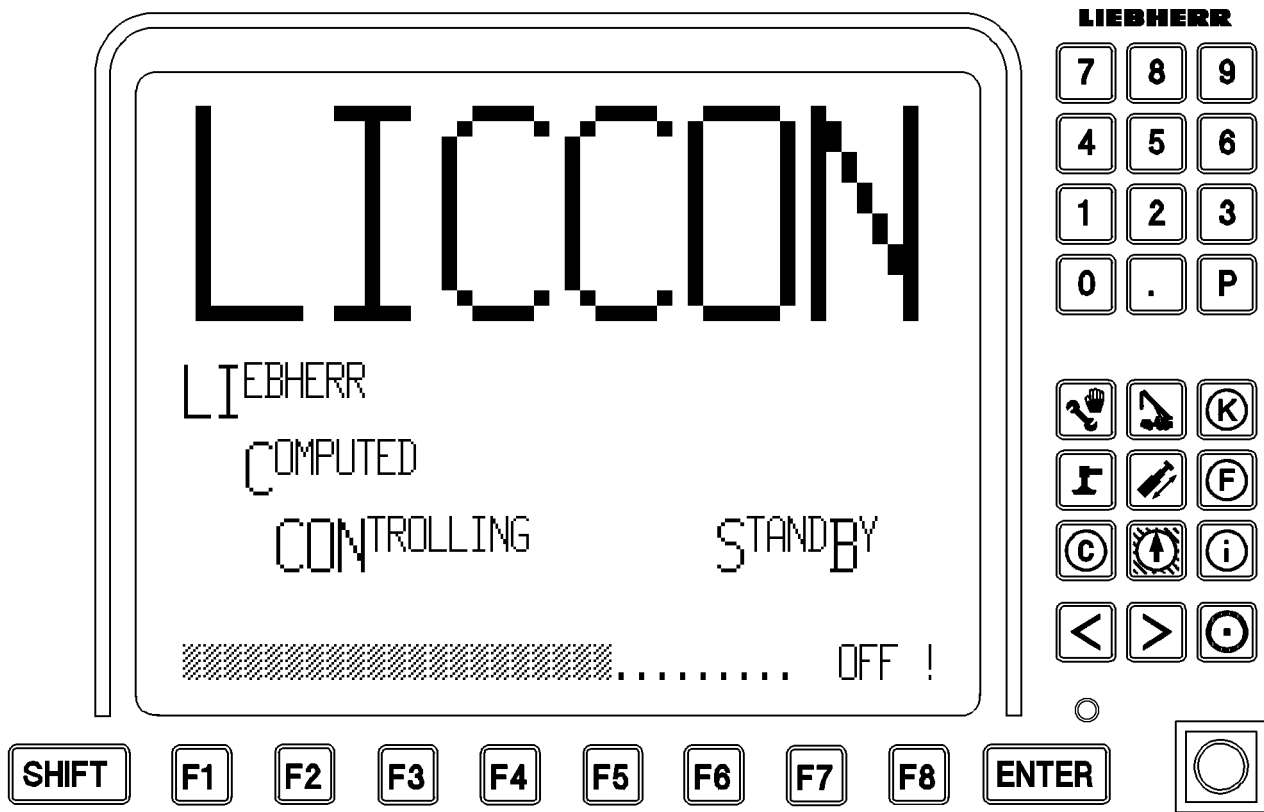 LIEBHERR
LICCON
LIEBHERR
COMPUTED
CONTROLLING STANDBY
......... OFF !
7 8 9
4 5 6
1 2 3
0 . P
K
F
C i
< >
SHIFT F1 F2 F3 F4 F5 F6 F7 F8 ENTER